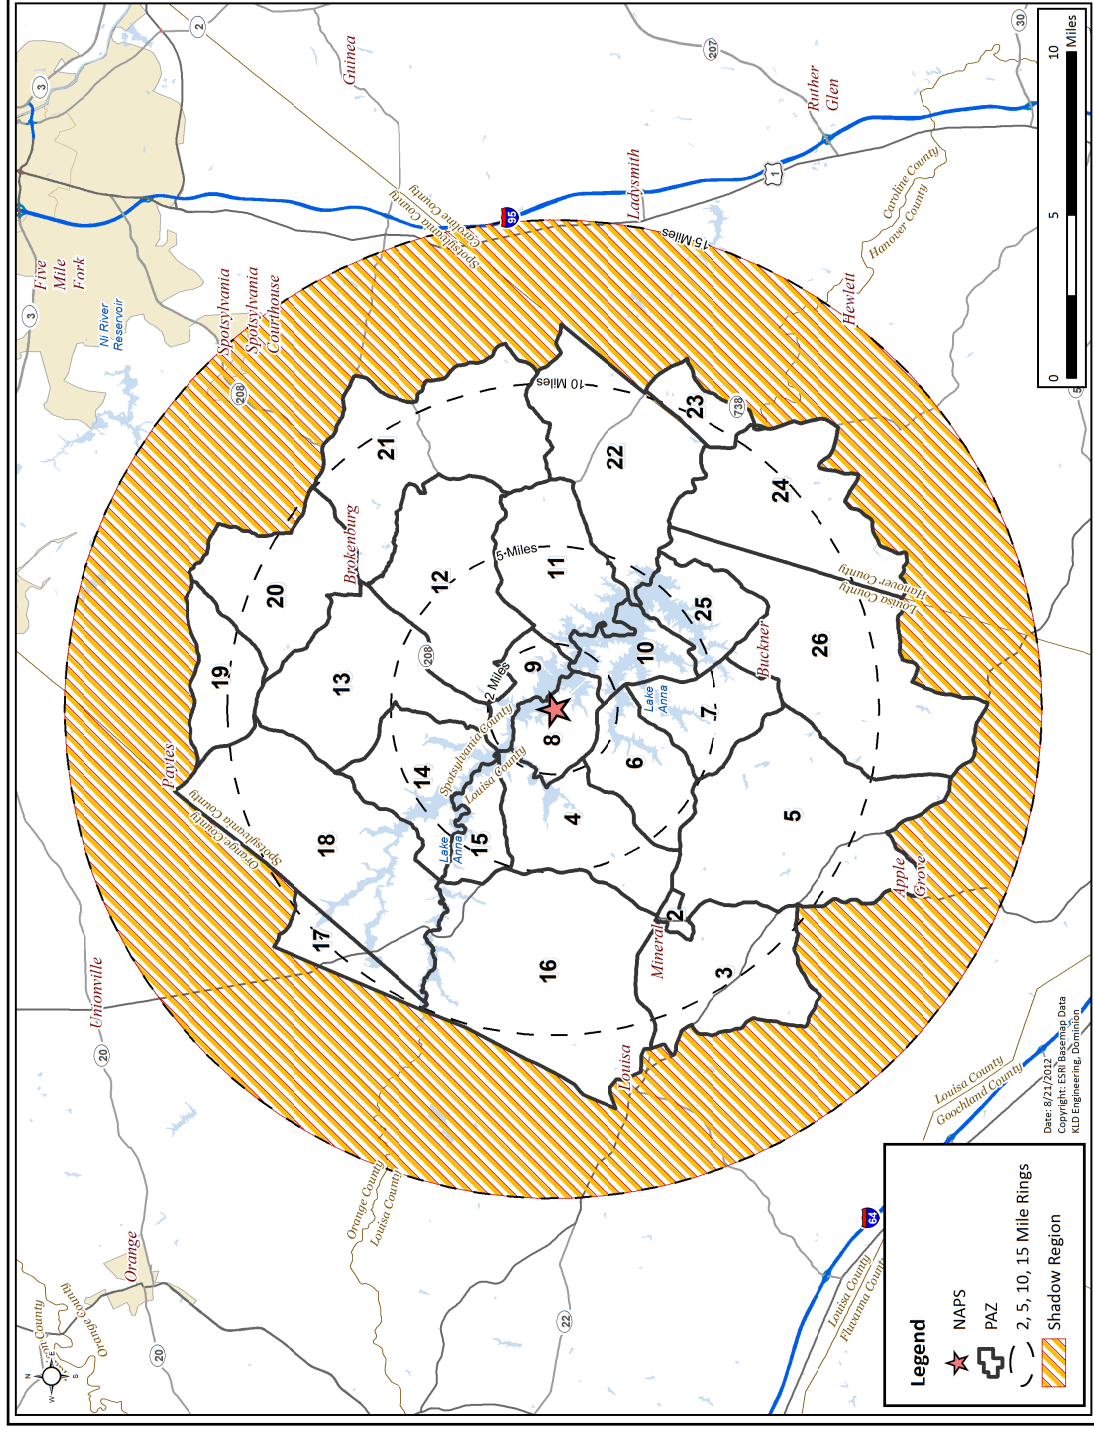 3
2
Guinea
207
30
Ruther
Glen
0
5
10
Miles
Five
Mile
Fork
3
Ni River
Reservoir
Spotsylvania
Spotsylvania
Courthouse
208
Spotsylvania County
Caroline County
95
Ladysmith
1
Caroline County
Hanover County
15 Miles
Hewlett
10 Miles
738
21
22
23
24
Brokenburg
20
12
11
5 Miles
25
Hanover County
Louisa County
19
13
208
9
10
Buckner
26
2 Miles
8
Lake
Anna
7
Paytes
14
Spotsylvania County
Louisa County
6
Orange County
Spotsylvania County
18
Lake
Anna
15
4
5
17
16
Mineral
2
3
Apple
Grove
Louisa
Unionville
20
Orange County
Louisa County
Orange
20
22
Orange County
N
E
S
W
64
Louisa County
Goochland County
Louisa County
Date: 8/21/2012
Copyright: ESRI Basemap Data
KLD Engineering, Dominion
Legend
NAPS
PAZ
2, 5, 10, 15 Mile Rings
Shadow Region